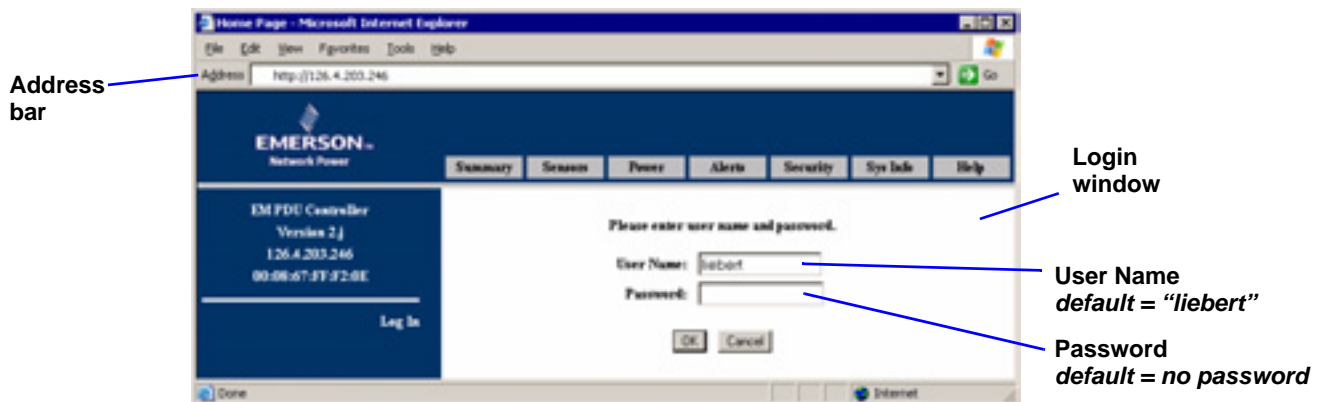 Home Page - Microsoft Internet Explorer
File Edit View Favorites Tools Help
Address http://126.4.203.246 Go
Address
bar
EMERSON™
Network Power
Summary Sensors Power Alerts Security Sys Info Help
Login
window
EM PDU Controller
Version 2.j
126.4.203.246
00:08:67:FF:F2:0E
Log In
Please enter user name and password.
User Name: liebert
Password:
OK Cancel
User Name
default = “liebert”
Password
default = no password
Done Internet